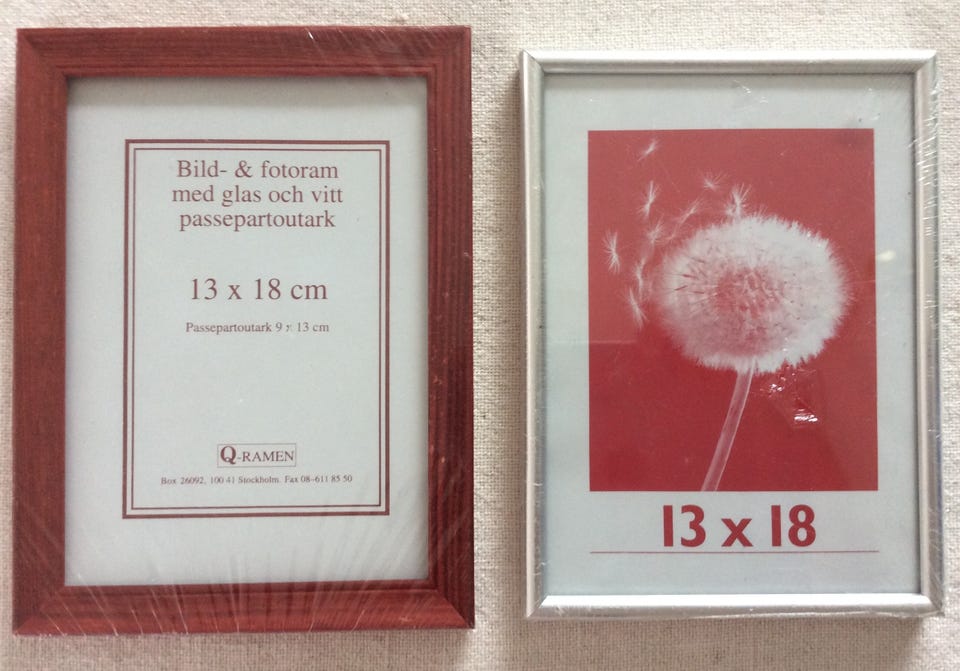 Bild- & fotoram
med glas och vitt
passepartoutark
13 x 18 cm
Passepartoutark 9 x 13 cm
Q-RAMEN
Box 26092, 100 41 Stockholm. Fax 08-611 85 50
13 x 18